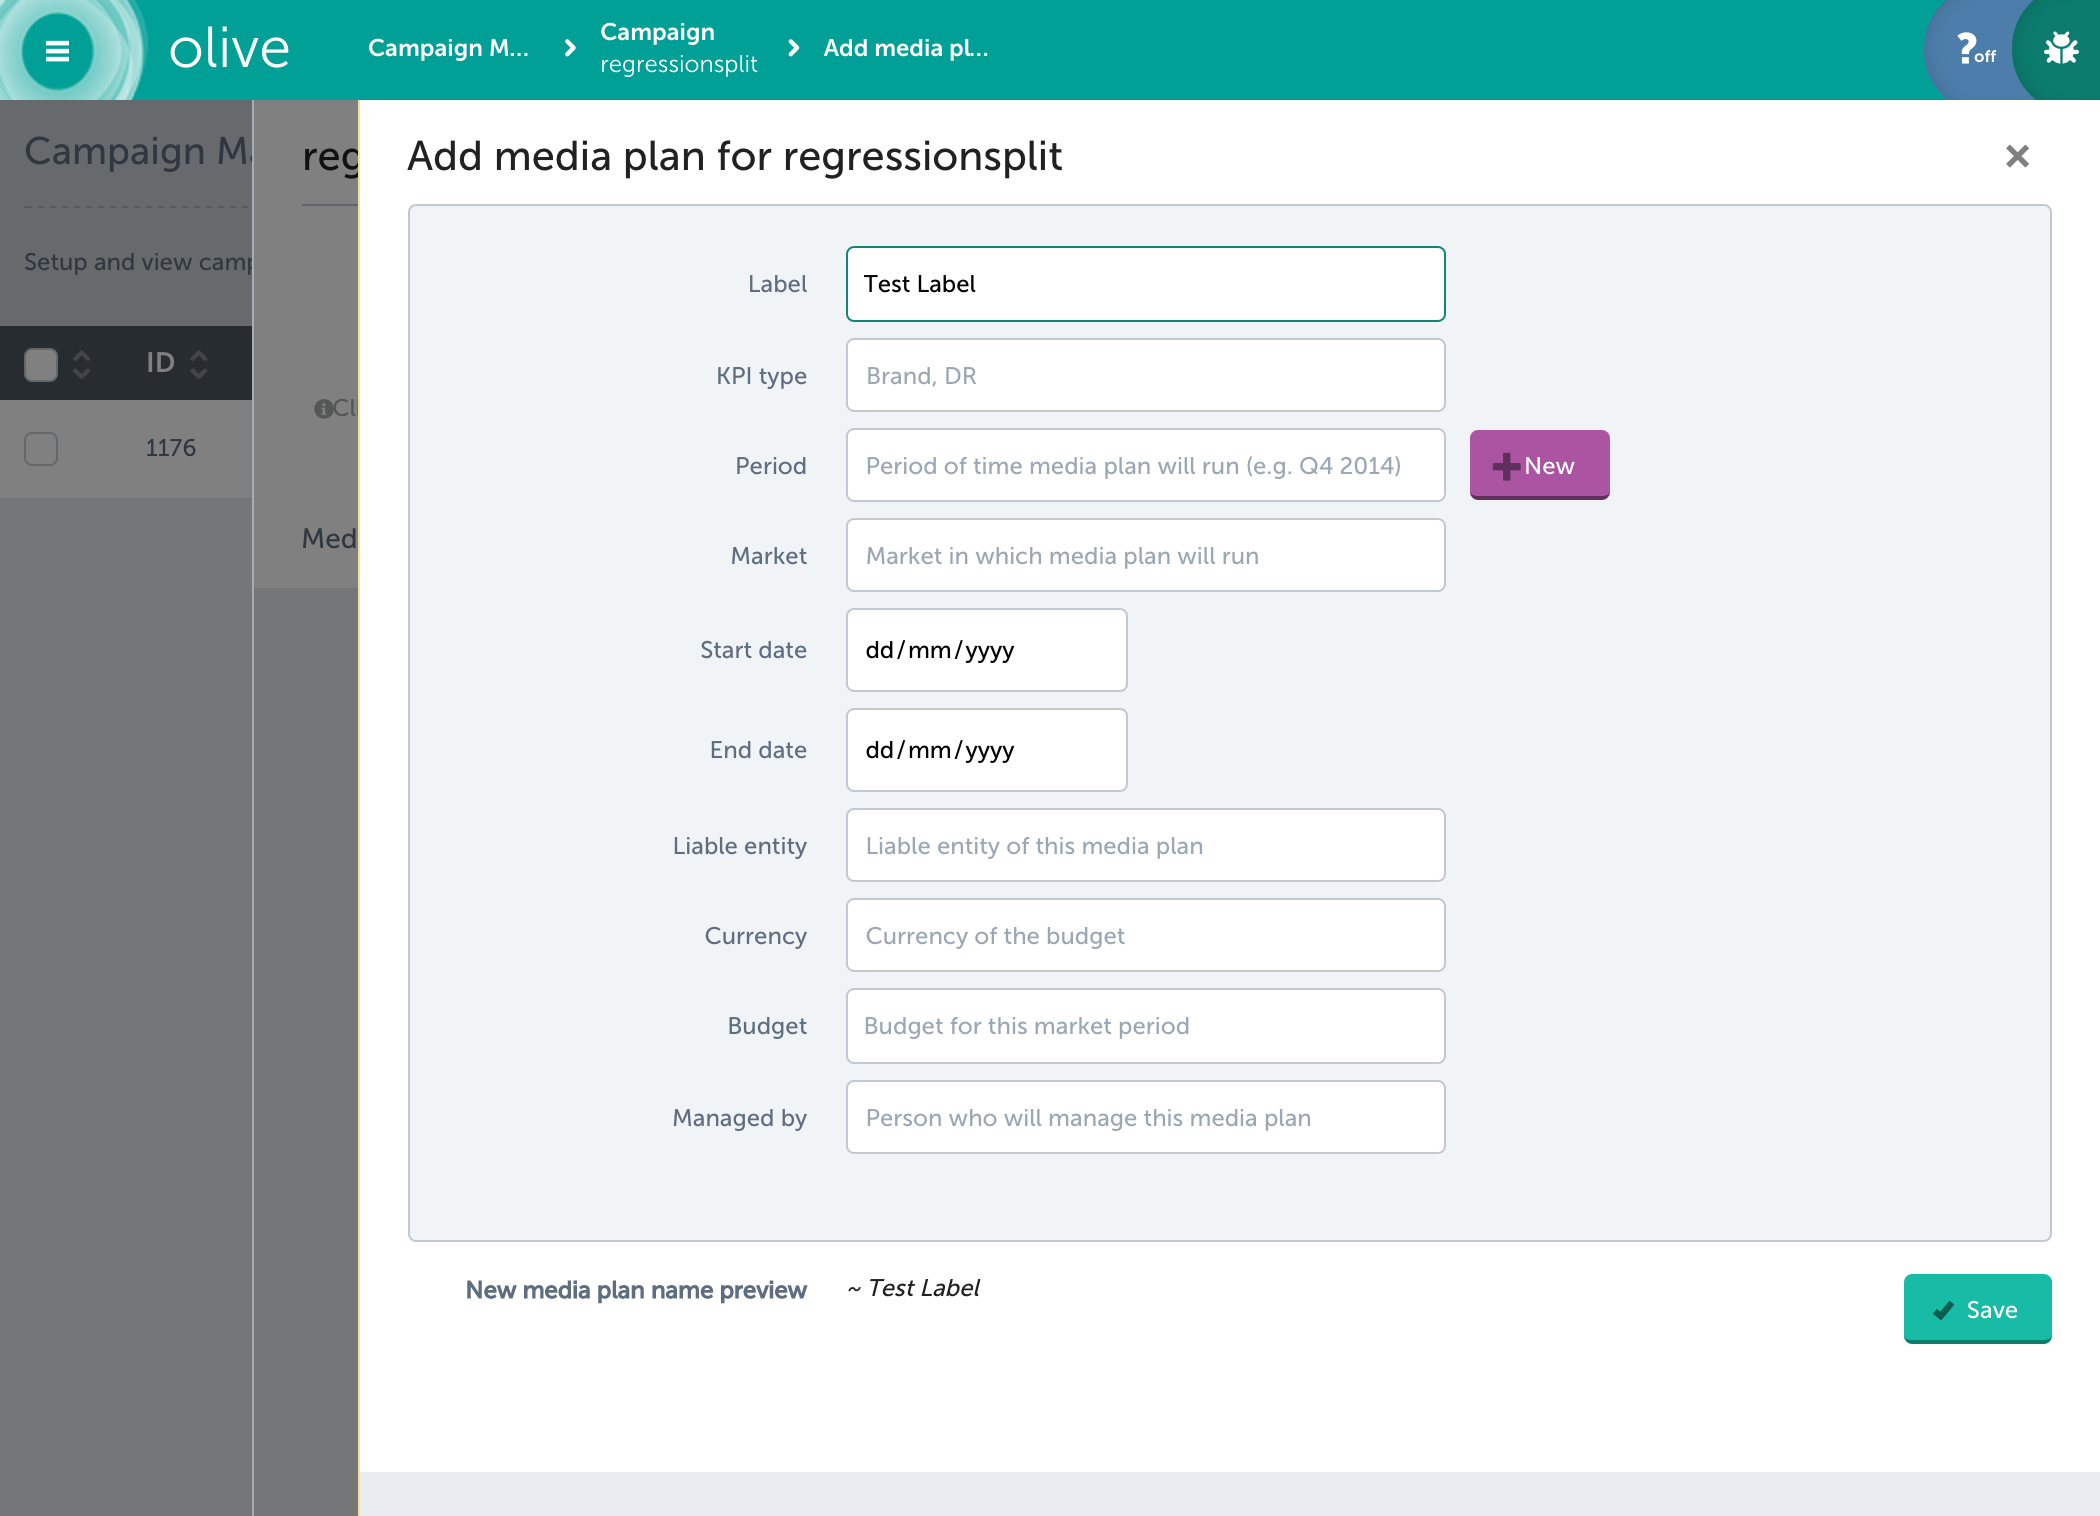 olive
Campaign M...
Campaign
regressionsplit
Add media pl...
?off
Campaign Ma
reg
Add media plan for regressionsplit
Setup and view camp
ID
1176
Cl
Med
Label
Test Label
KPI type
Brand, DR
Period
Period of time media plan will run (e.g. Q4 2014)
New
Market
Market in which media plan will run
Start date
dd/mm/yyyy
End date
dd/mm/yyyy
Liable entity
Liable entity of this media plan
Currency
Currency of the budget
Budget
Budget for this market period
Managed by
Person who will manage this media plan
New media plan name preview
~ Test Label
Save